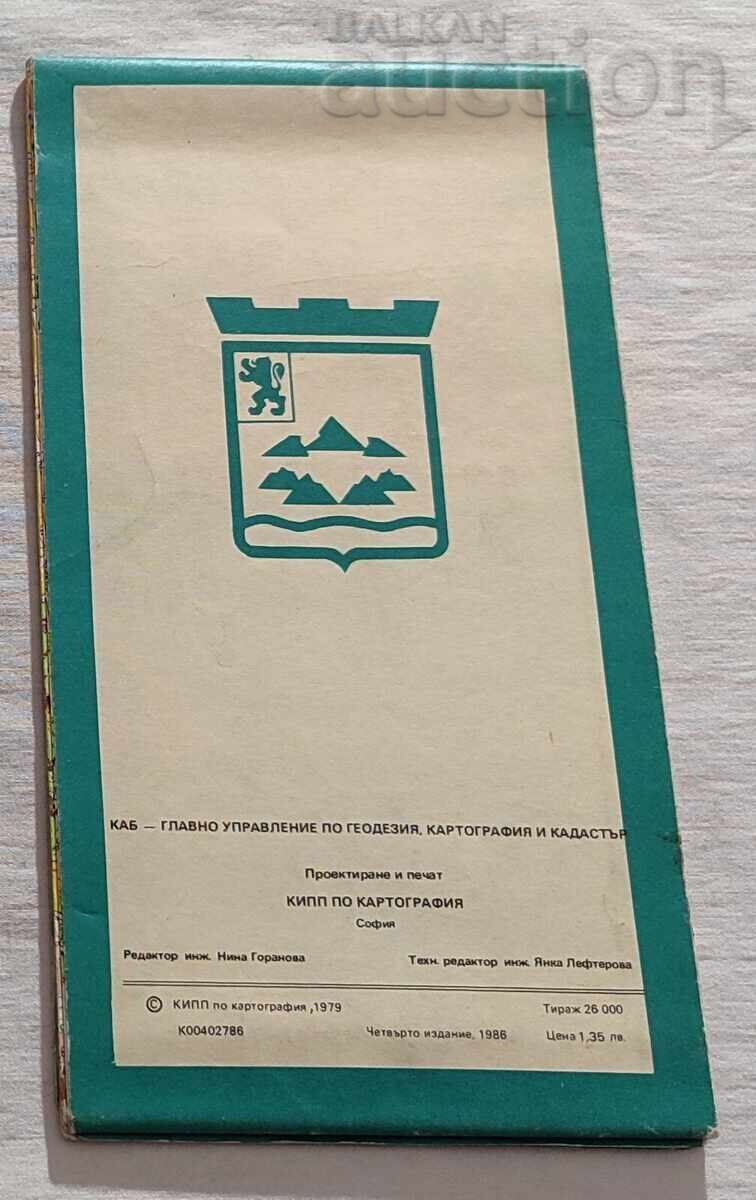 BALKAN
auction
КАБ — ГЛАВНО УПРАВЛЕНИЕ ПО ГЕОДЕЗИЯ, КАРТОГРАФИЯ И КАДАСТЪР
Проектиране и печат
КИПП ПО КАРТОГРАФИЯ
София
Редактор инж. Нина Горанова Техн. редактор инж. Янка Лефтерова
© КИПП по картография ,1979 Тираж 26 000
К00402786 Четвърто издание, 1986 Цена 1,35 лв.